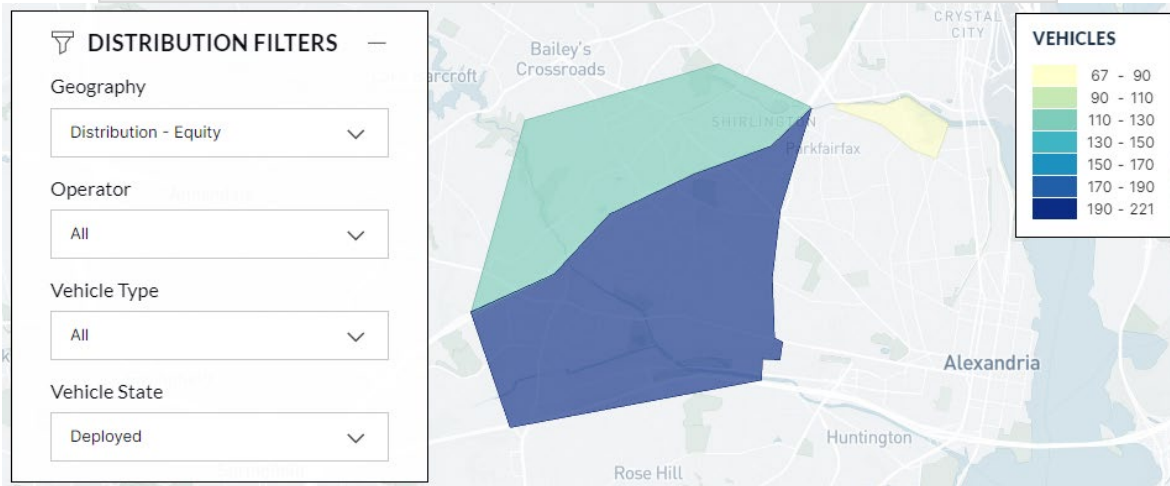 DISTRIBUTION FILTERS
Geography
Distribution - Equity
Operator
All
Vehicle Type
All
Vehicle State
Deployed
CRYSTAL
CITY
Bailey's
Crossroads
SHIRLINGTON
Parkfairfax
Alexandria
Huntington
Rose Hill
VEHICLES
67 - 90
90 - 110
110 - 130
130 - 150
150 - 170
170 - 190
190 - 221